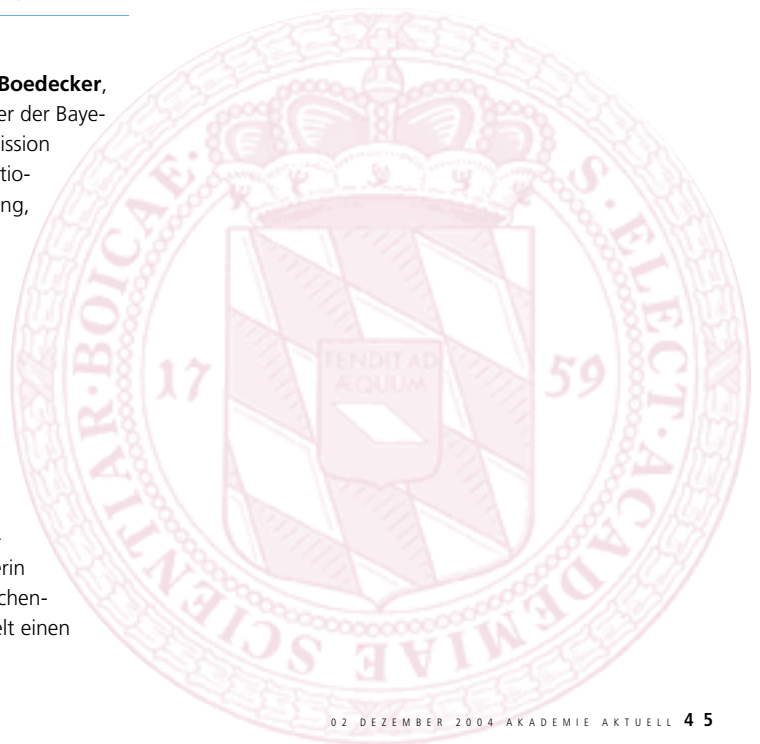 Boedecker,
er der Baye-
ission
tio-
ng,
erin
chen-
elt einen
S·ELECT·ACADEMIAE SCIENTIAR·BOICAE·
17 59
TENDIT AD
ÆQUUM
02 DEZEMBER 2004 AKADEMIE AKTUELL 45